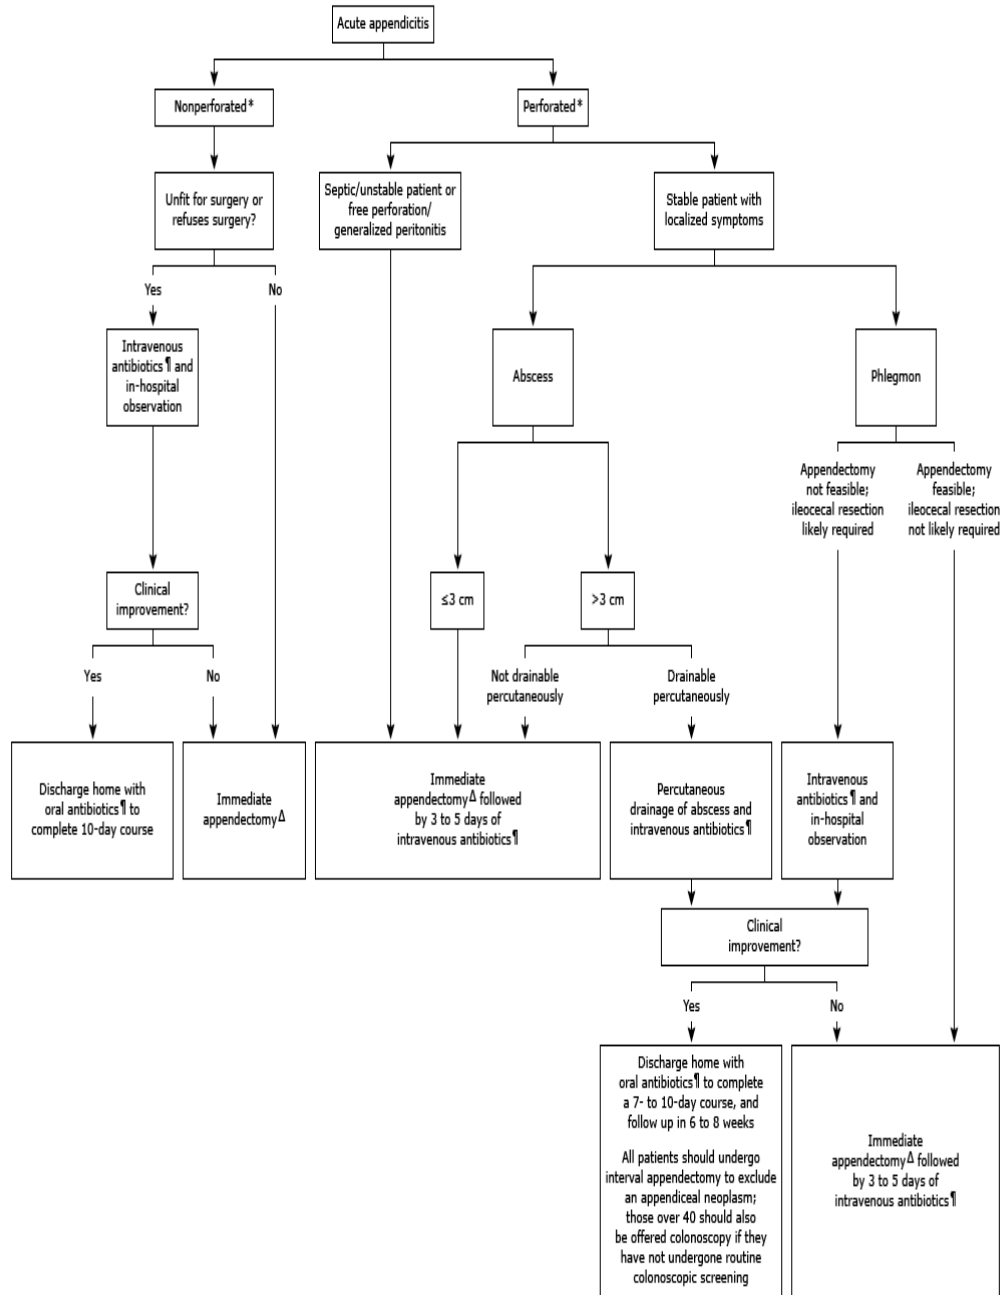 Acute appendicitis
Nonperforated*
Perforated*
Unfit for surgery or
refuses surgery?
Septic/unstable patient or
free perforation/
generalized peritonitis
Stable patient with
localized symptoms
Yes
No
Intravenous
antibiotics¶ and
in-hospital
observation
Abscess
Phlegmon
Appendectomy
not feasible;
ileocecal resection
likely required
Appendectomy
feasible;
ileocecal resection
not likely required
Clinical
improvement?
≤3 cm
>3 cm
Yes
No
Not drainable
percutaneously
Drainable
percutaneously
Discharge home with
oral antibiotics¶ to
complete 10-day course
Immediate
appendectomyΔ
Immediate
appendectomyΔ followed
by 3 to 5 days of
intravenous antibiotics¶
Percutaneous
drainage of abscess and
intravenous antibiotics¶
Intravenous
antibiotics¶ and
in-hospital
observation
Clinical
improvement?
Yes
No
Discharge home with
oral antibiotics¶ to complete
a 7- to 10-day course, and
follow up in 6 to 8 weeks
All patients should undergo
interval appendectomy to exclude
an appendiceal neoplasm;
those over 40 should also
be offered colonoscopy if they
have not undergone routine
colonoscopic screening
Immediate
appendectomyΔ followed
by 3 to 5 days of
intravenous antibiotics¶